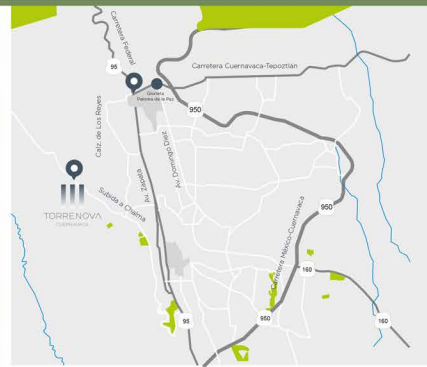 Carretera Federal
95
Carretera Cuernavaca-Tepoztlán
Glorieta
Paloma de la Paz
950
Calz. de Los Reyes
Av. Domingo Diez
Av. Zapata
Subida a Chalma
TORRENOVA
CUERNAVACA
950
Carretera México-Cuernavaca
160
95
950
160